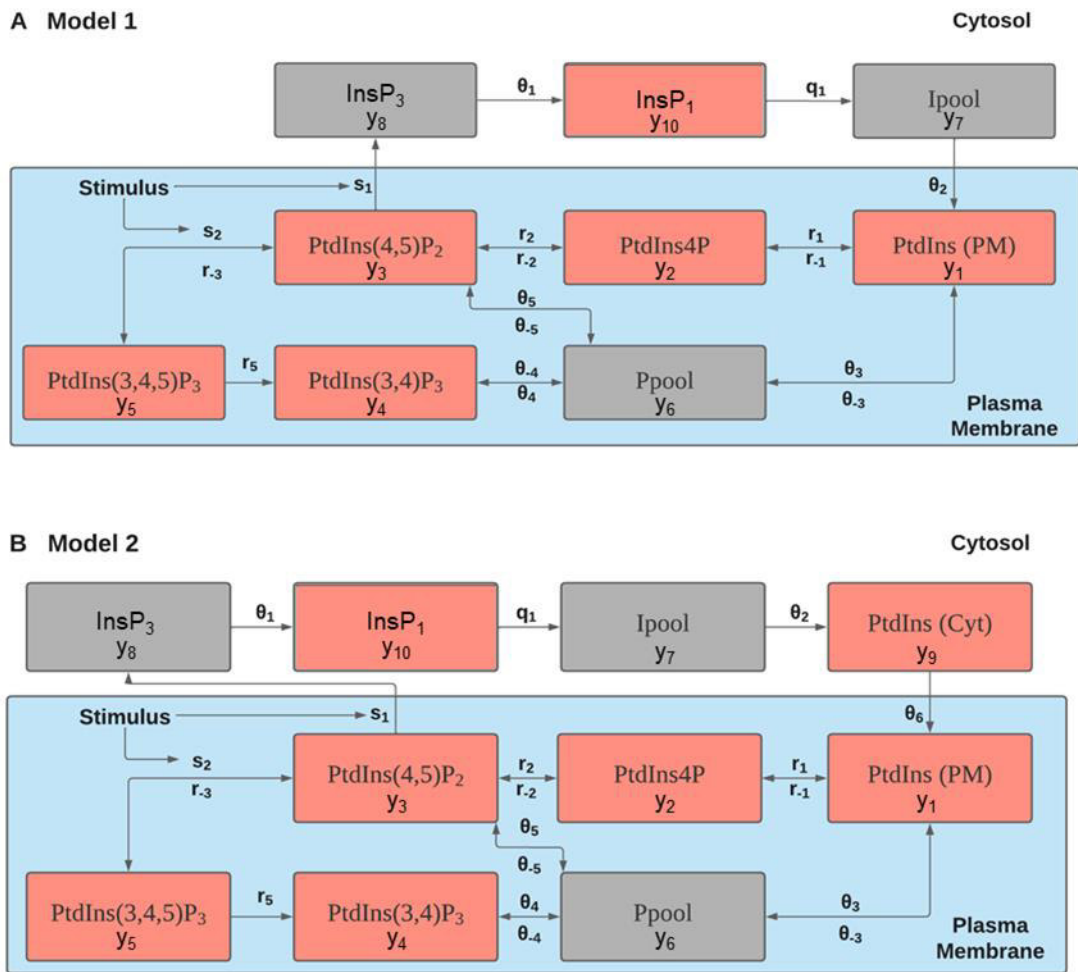 A Model 1
Cytosol
InsP₃
y₈
θ₁
InsP₁
y₁₀
q₁
Ipool
y₇
Stimulus
s₁
θ₂
s₂
r₋₃
PtdIns(4,5)P₂
y₃
r₂
r₋₂
PtdIns4P
y₂
r₁
r₋₁
PtdIns (PM)
y₁
θ₅
θ₋₅
PtdIns(3,4,5)P₃
y₅
r₅
PtdIns(3,4)P₃
y₄
θ₋₄
θ₄
Ppool
y₆
θ₃
θ₋₃
Plasma
Membrane
B Model 2
Cytosol
InsP₃
y₈
θ₁
InsP₁
y₁₀
q₁
Ipool
y₇
θ₂
PtdIns (Cyt)
y₉
Stimulus
s₁
θ₆
s₂
r₋₃
PtdIns(4,5)P₂
y₃
r₂
r₋₂
PtdIns4P
y₂
r₁
r₋₁
PtdIns (PM)
y₁
θ₅
θ₋₅
PtdIns(3,4,5)P₃
y₅
r₅
PtdIns(3,4)P₃
y₄
θ₄
θ₋₄
Ppool
y₆
θ₃
θ₋₃
Plasma
Membrane